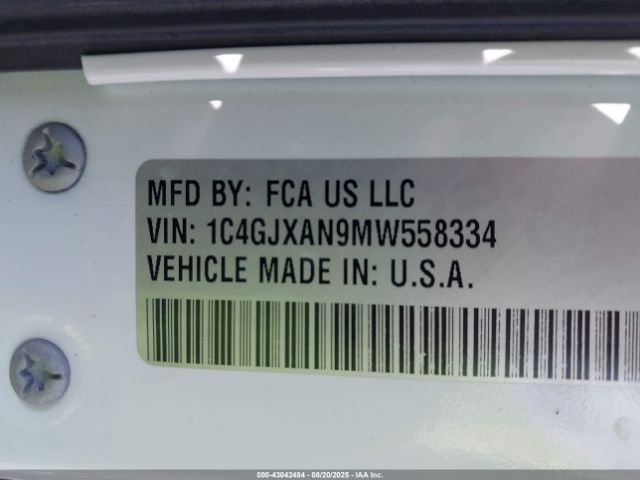 MFD BY: FCA US LLC
VIN: 1C4GJXAN9MW558334
VEHICLE MADE IN: U.S.A.
000-43042484 - 08/20/2025 - IAA Inc.